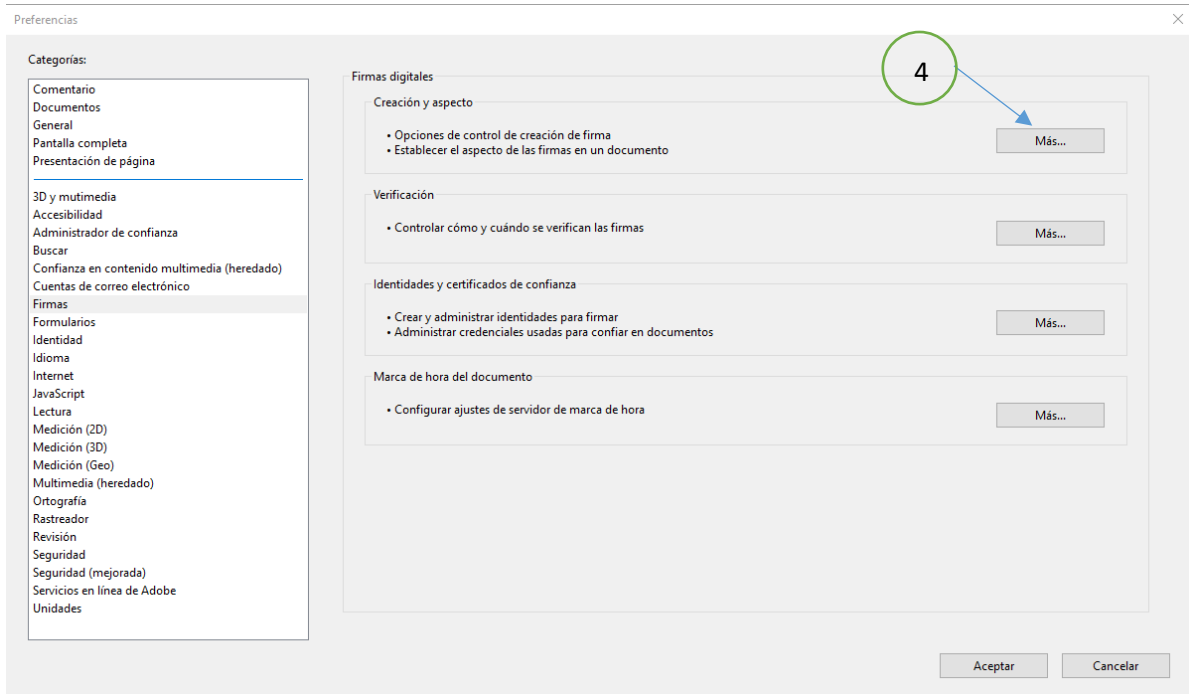 Preferencias
Categorías:
Comentario
Documentos
General
Pantalla completa
Presentación de página
3D y mutimedia
Accesibilidad
Administrador de confianza
Buscar
Confianza en contenido multimedia (heredado)
Cuentas de correo electrónico
Firmas
Formularios
Identidad
Idioma
Internet
JavaScript
Lectura
Medición (2D)
Medición (3D)
Medición (Geo)
Multimedia (heredado)
Ortografía
Rastreador
Revisión
Seguridad
Seguridad (mejorada)
Servicios en línea de Adobe
Unidades
Firmas digitales
4
Creación y aspecto
• Opciones de control de creación de firma
• Establecer el aspecto de las firmas en un documento
Más...
Verificación
• Controlar cómo y cuándo se verifican las firmas
Más...
Identidades y certificados de confianza
• Crear y administrar identidades para firmar
• Administrar credenciales usadas para confiar en documentos
Más...
Marca de hora del documento
• Configurar ajustes de servidor de marca de hora
Más...
Aceptar
Cancelar